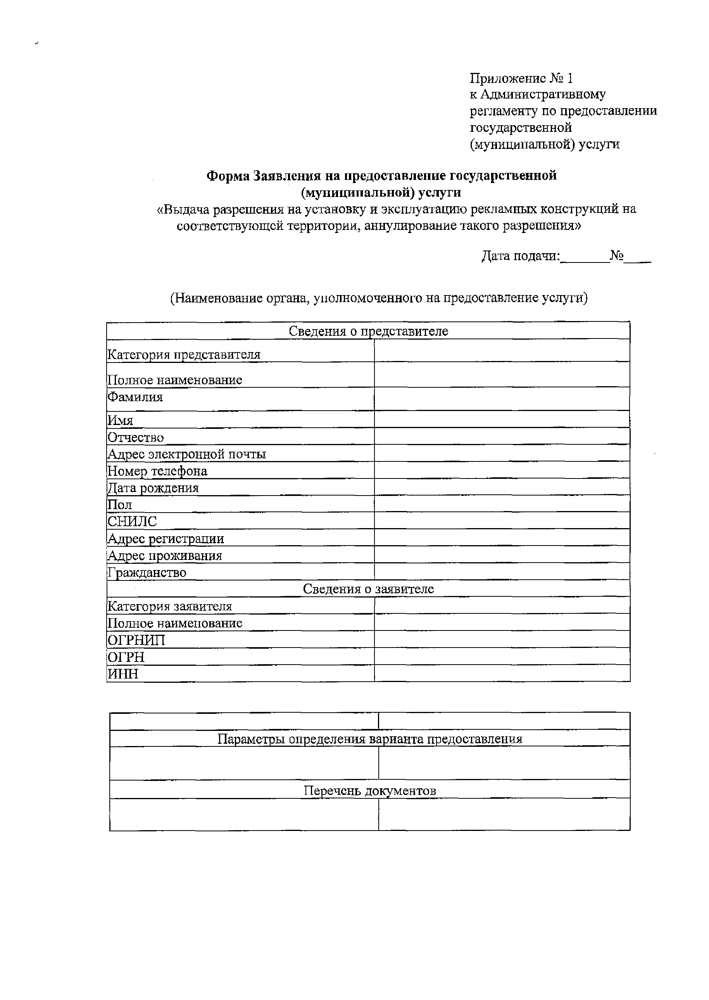 Приложение № 1
к Административному
регламенту по предоставлении
государственной
(муниципальной) услуги
Форма Заявления на предоставление государственной
(муниципальной) услуги
«Выдача разрешения на установку и эксплуатацию рекламных конструкций на
соответствующей территории, аннулирование такого разрешения»
Дата подачи:_______№____
(Наименование органа, уполномоченного на предоставление услуги)
Сведения о представителе
Категория представителя
Полное наименование
Фамилия
Имя
Отчество
Адрес электронной почты
Номер телефона
Дата рождения
Пол
СНИЛС
Адрес регистрации
Адрес проживания
Гражданство
Сведения о заявителе
Категория заявителя
Полное наименование
ОГРНИП
ОГРН
ИНН
Параметры определения варианта предоставления
Перечень документов